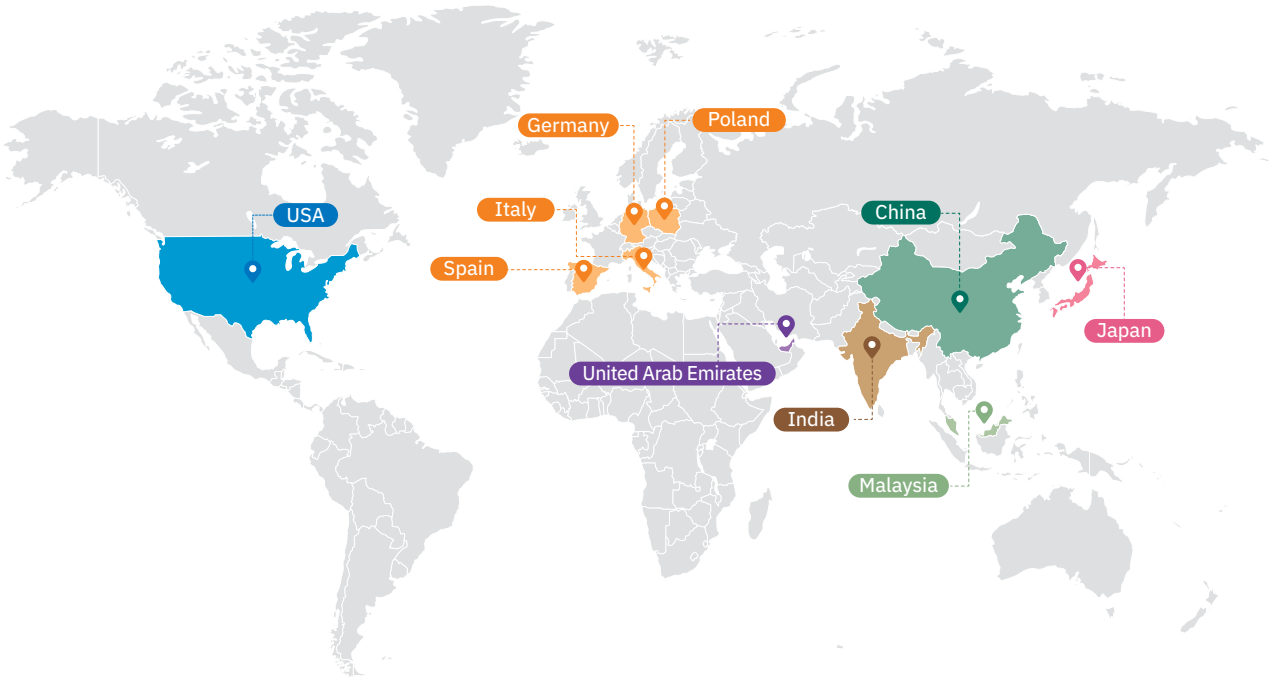 Germany
Poland
Italy
USA
China
Spain
Japan
United Arab Emirates
India
Malaysia